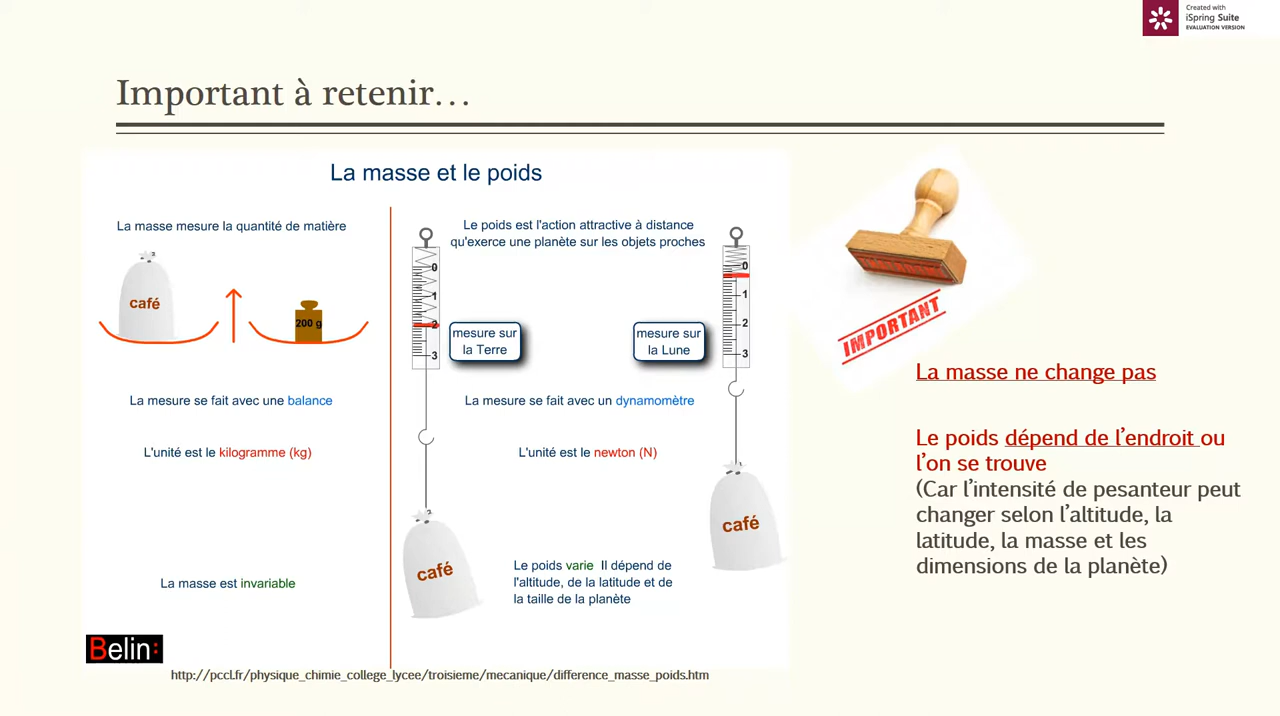 Created with
iSpring Suite
EVALUATION VERSION
Important à retenir…
La masse et le poids
La masse mesure la quantité de matière
café
200 g
La mesure se fait avec une balance
L'unité est le kilogramme (kg)
La masse est invariable
Le poids est l'action attractive à distance
qu'exerce une planète sur les objets proches
0
1
2
3
mesure sur
la Terre
mesure sur
la Lune
0
1
2
3
La mesure se fait avec un dynamomètre
L'unité est le newton (N)
café
café
Le poids varie Il dépend de
l'altitude, de la latitude et de
la taille de la planète
Belin:
http://pccl.fr/physique_chimie_college_lycee/troisieme/mecanique/difference_masse_poids.htm
IMPORTANT
La masse ne change pas
Le poids dépend de l'endroit ou
l'on se trouve
(Car l'intensité de pesanteur peut
changer selon l'altitude, la
latitude, la masse et les
dimensions de la planète)